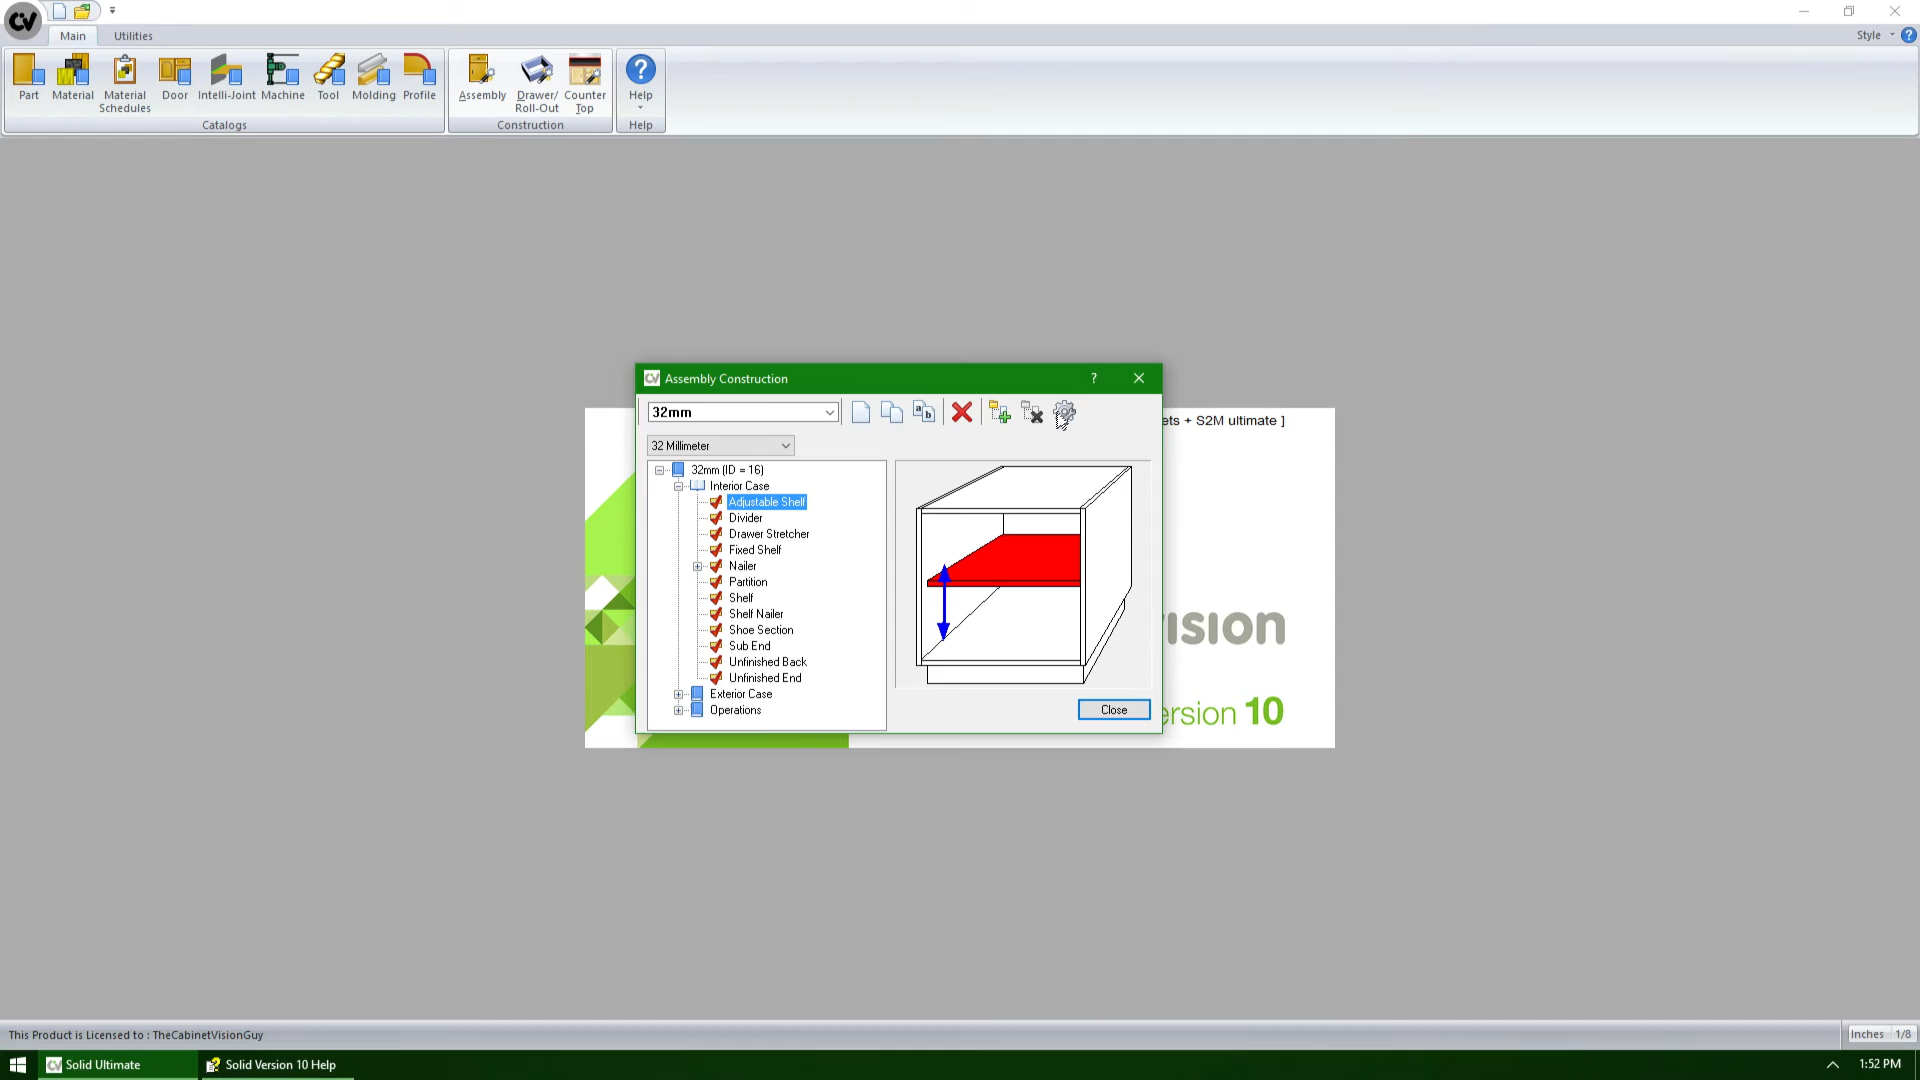 CV
Main Utilities
Style ?
Part Material Material Schedules Door Intelli-Joint Machine Tool Molding Profile
Catalogs
Assembly Drawer/ Roll-Out Counter Top
Construction
? Help
Help
CV Assembly Construction ?
32mm
a b
ets + S2M ultimate ]
32 Millimeter
32mm (ID = 16)
Interior Case
Adjustable Shelf
Divider
Drawer Stretcher
Fixed Shelf
Nailer
Partition
Shelf
Shelf Nailer
Shoe Section
Sub End
Unfinished Back
Unfinished End
Exterior Case
Operations
Close
ision
ersion 10
This Product is Licensed to : TheCabinetVisionGuy
Inches 1/8
CV Solid Ultimate
? Solid Version 10 Help
1:52 PM